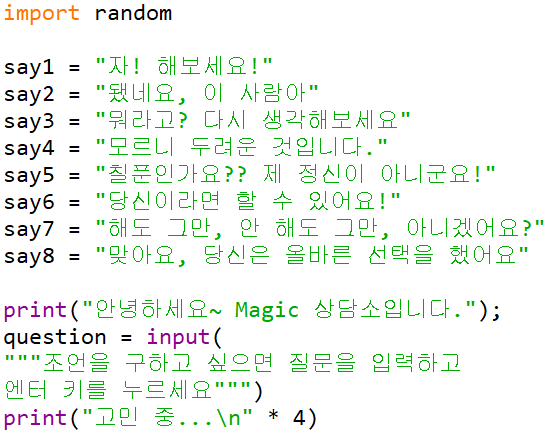 import random
say1 = "자! 해보세요!"
say2 = "됐네요, 이 사람아"
say3 = "뭐라고? 다시 생각해보세요"
say4 = "모르니 두려운 것입니다."
say5 = "칠푼인가요?? 제 정신이 아니군요!"
say6 = "당신이라면 할 수 있어요!"
say7 = "해도 그만, 안 해도 그만, 아니겠어요?"
say8 = "맞아요, 당신은 올바른 선택을 했어요"
print("안녕하세요~ Magic 상담소입니다.");
question = input(
"""조언을 구하고 싶으면 질문을 입력하고
엔터 키를 누르세요""")
print("고민 중...\n" * 4)